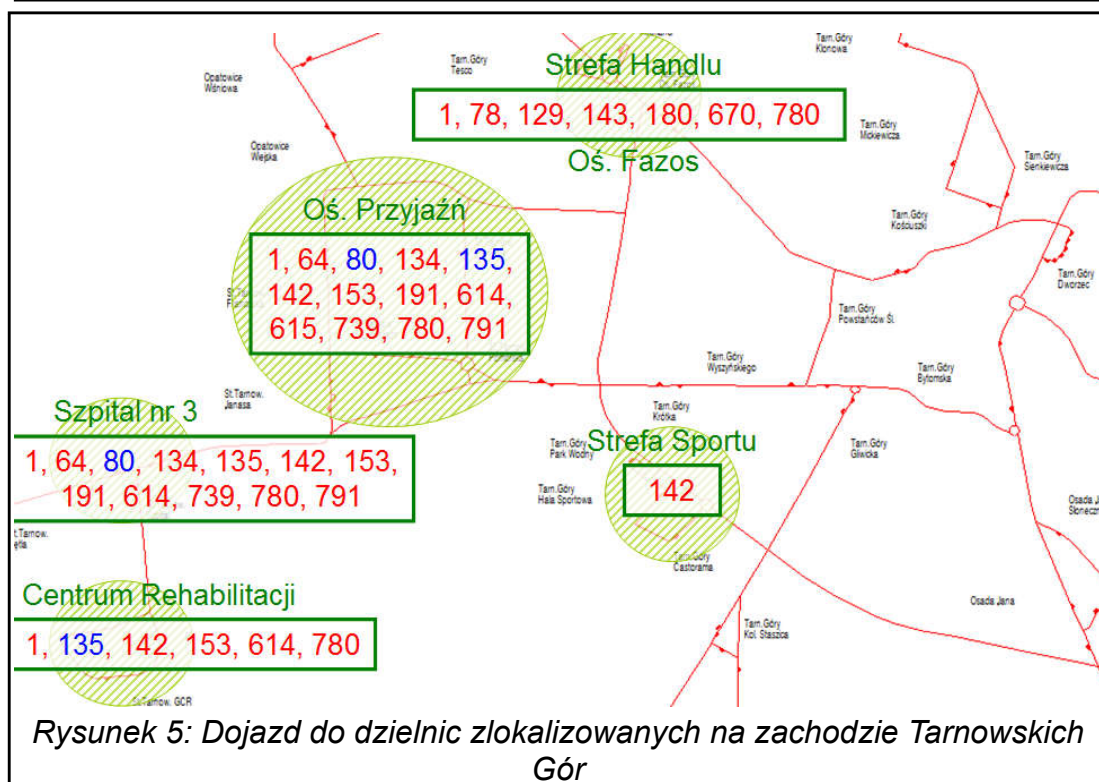 Opatowice
Wiśniowa
Opatowice
Wiejska
Tarn.Góry
Tesco
Strefa Handlu
1, 78, 129, 143, 180, 670, 780
Oś. Fazos
Tarn.Góry
Klonowa
Tarn.Góry
Mickiewicza
Tarn.Góry
Sienkiewicza
Tarn.Góry
Kościuszki
Tarn.Góry
Dworzec
Oś. Przyjaźń
1, 64, 80, 134, 135,
142, 153, 191, 614,
615, 739, 780, 791
Tarn.Góry
Powstańców Śl.
Tarn.Góry
Wyszyńskiego
Tarn.Góry
Bytomska
St.Tarnow.
Janasa
Tarn.Góry
Krótka
Szpital nr 3
1, 64, 80, 134, 135, 142, 153,
191, 614, 739, 780, 791
Tarn.Góry
Park Wodny
Tarn.Góry
Hala Sportowa
Strefa Sportu
142
Tarn.Góry
Castorama
Tarn.Góry
Gliwicka
Osada
Osada Jana
Tarn.Góry
Kol. Staszica
Centrum Rehabilitacji
1, 135, 142, 153, 614, 780
St.Tarnow. GCR
Rysunek 5: Dojazd do dzielnic zlokalizowanych na zachodzie Tarnowskich
Gór